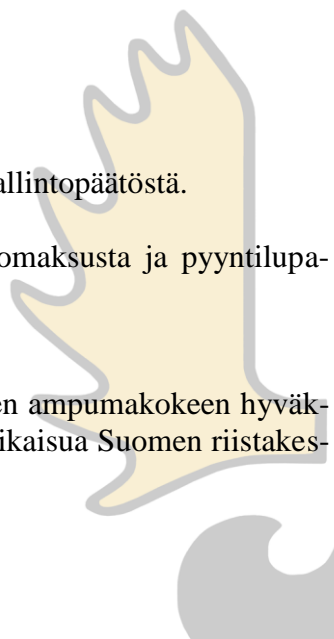 allintopäätöstä.
omaksusta ja pyyntilupa-
en ampumakokeen hyväk-
ikaisua Suomen riistakes-